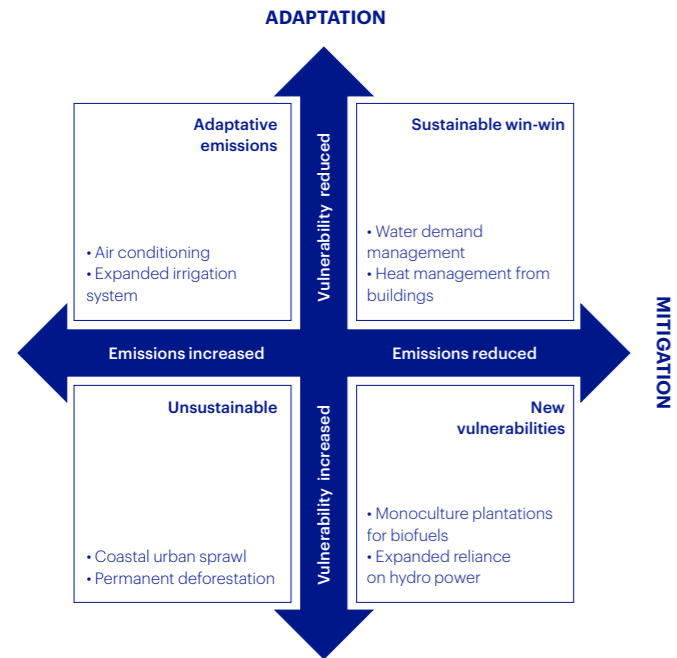 ADAPTATION
Adaptative
emissions
• Air conditioning
• Expanded irrigation
system
Vulnerability reduced
Sustainable win-win
• Water demand
management
• Heat management from
buildings
Emissions increased
Emissions reduced
MITIGATION
Unsustainable
• Coastal urban sprawl
• Permanent deforestation
Vulnerability increased
New
vulnerabilities
• Monoculture plantations
for biofuels
• Expanded reliance
on hydro power